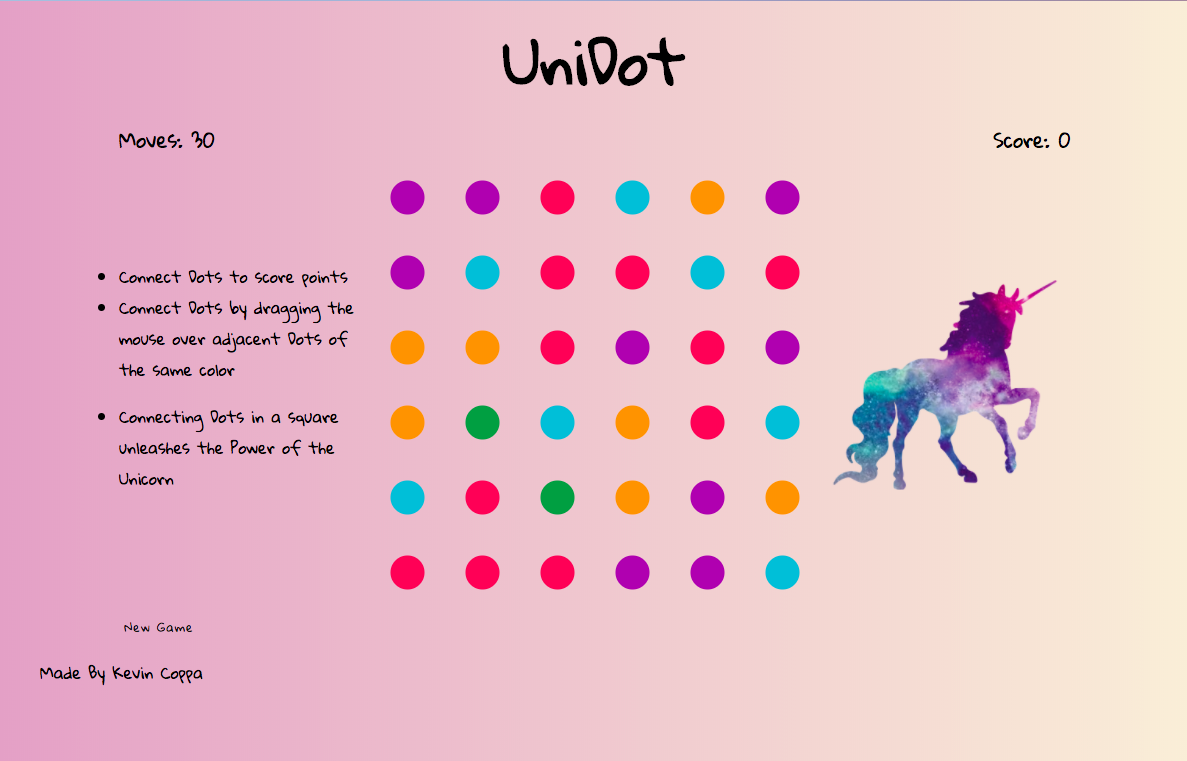 UniDot
Moves: 30
Score: 0
Connect Dots to score points
Connect Dots by dragging the
mouse over adjacent Dots of
the same color
Connecting Dots in a square
unleashes the Power of the
Unicorn
New Game
Made By Kevin Coppa